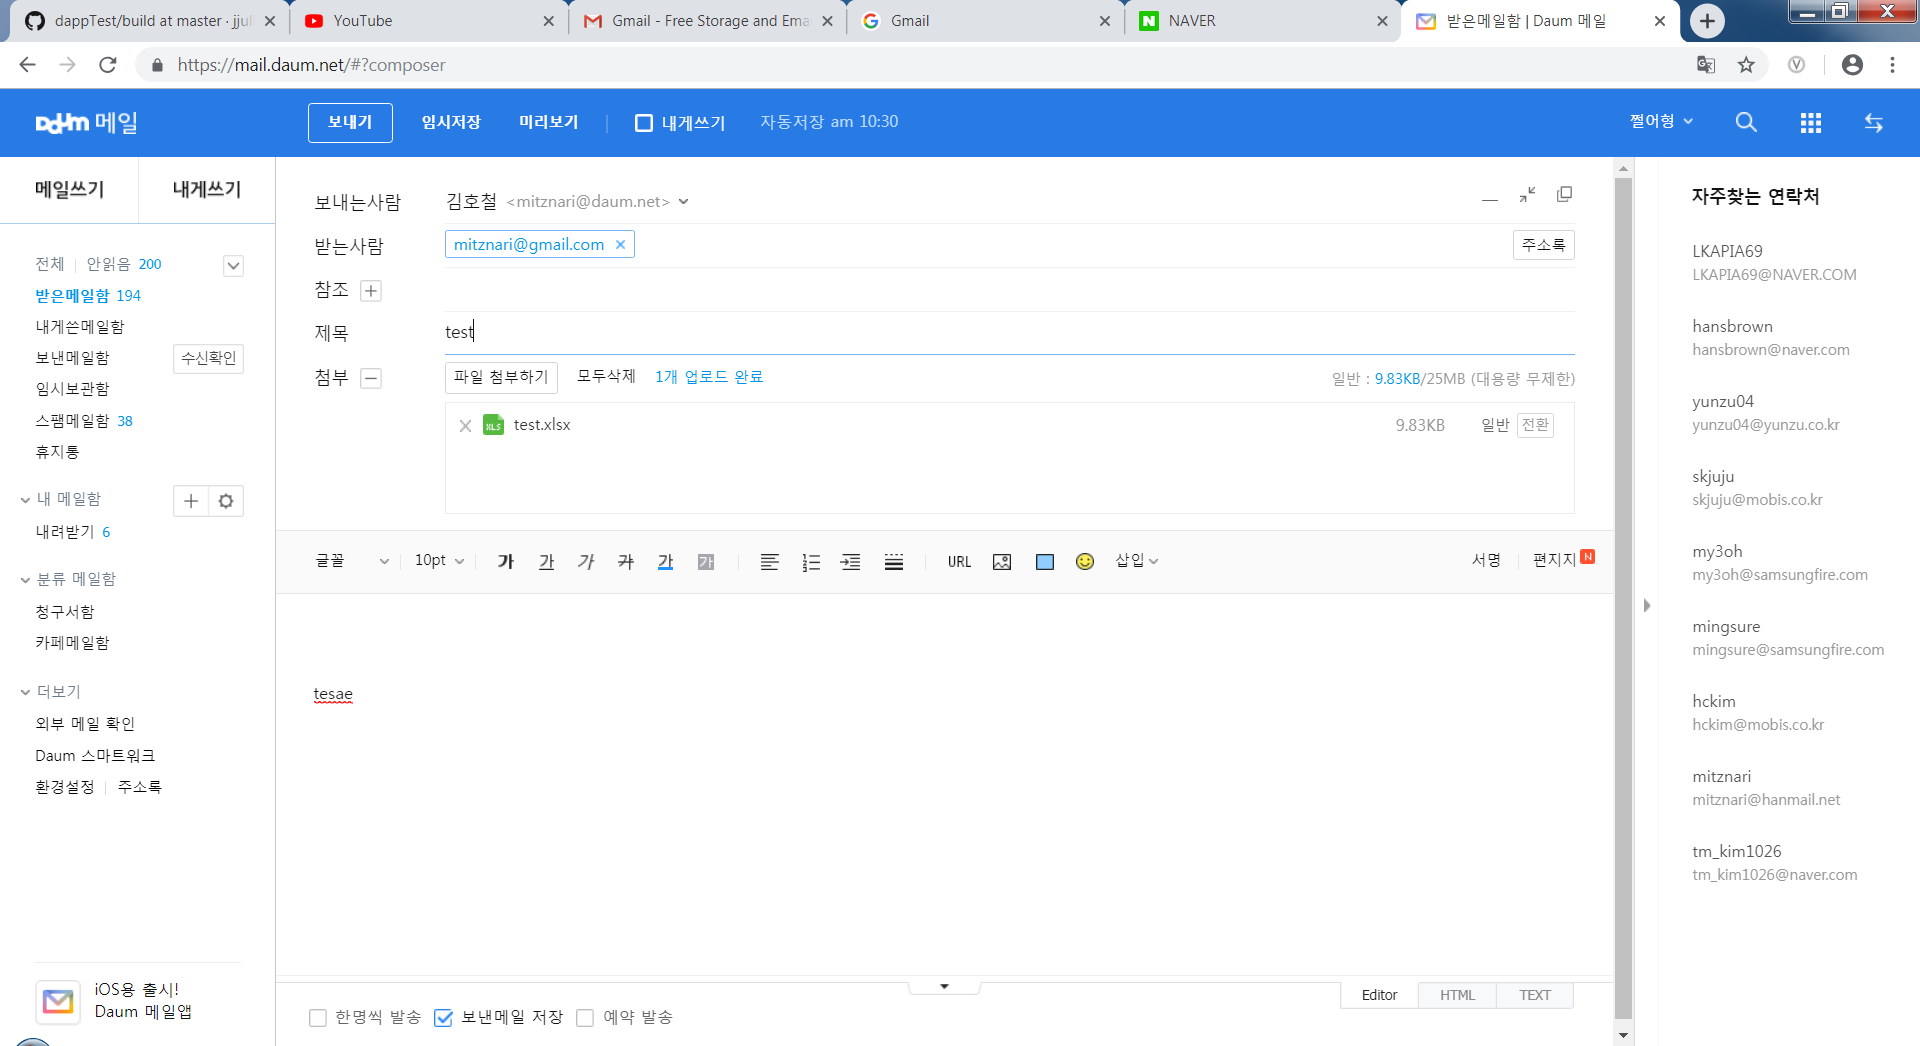 dappTest/build at master · jjul
YouTube
Gmail - Free Storage and Ema
Gmail
NAVER
받은메일함 | Daum 메일
https://mail.daum.net/#?composer
Daum 메일
보내기
임시저장
미리보기
내게쓰기
자동저장 am 10:30
쩔어형
메일쓰기
내게쓰기
전체
안읽음 200
받은메일함 194
내게쓴메일함
보낸메일함
수신확인
임시보관함
스팸메일함 38
휴지통
내 메일함
내려받기 6
분류 메일함
청구서함
카페메일함
더보기
외부 메일 확인
Daum 스마트워크
환경설정
주소록
iOS용 출시!
Daum 메일앱
보내는사람
김호철 <mitznari@daum.net>
받는사람
mitznari@gmail.com
주소록
참조
제목
test
첨부
파일 첨부하기
모두삭제
1개 업로드 완료
일반 : 9.83KB/25MB (대용량 무제한)
XLS
test.xlsx
9.83KB
일반
전환
글꼴
10pt
가 가 가 가 가 가
URL
삽입
서명
편지지 N
tesae
Editor
HTML
TEXT
한명씩 발송
보낸메일 저장
예약 발송
자주찾는 연락처
LKAPIA69
LKAPIA69@NAVER.COM
hansbrown
hansbrown@naver.com
yunzu04
yunzu04@yunzu.co.kr
skjuju
skjuju@mobis.co.kr
my3oh
my3oh@samsungfire.com
mingsure
mingsure@samsungfire.com
hckim
hckim@mobis.co.kr
mitznari
mitznari@hanmail.net
tm_kim1026
tm_kim1026@naver.com